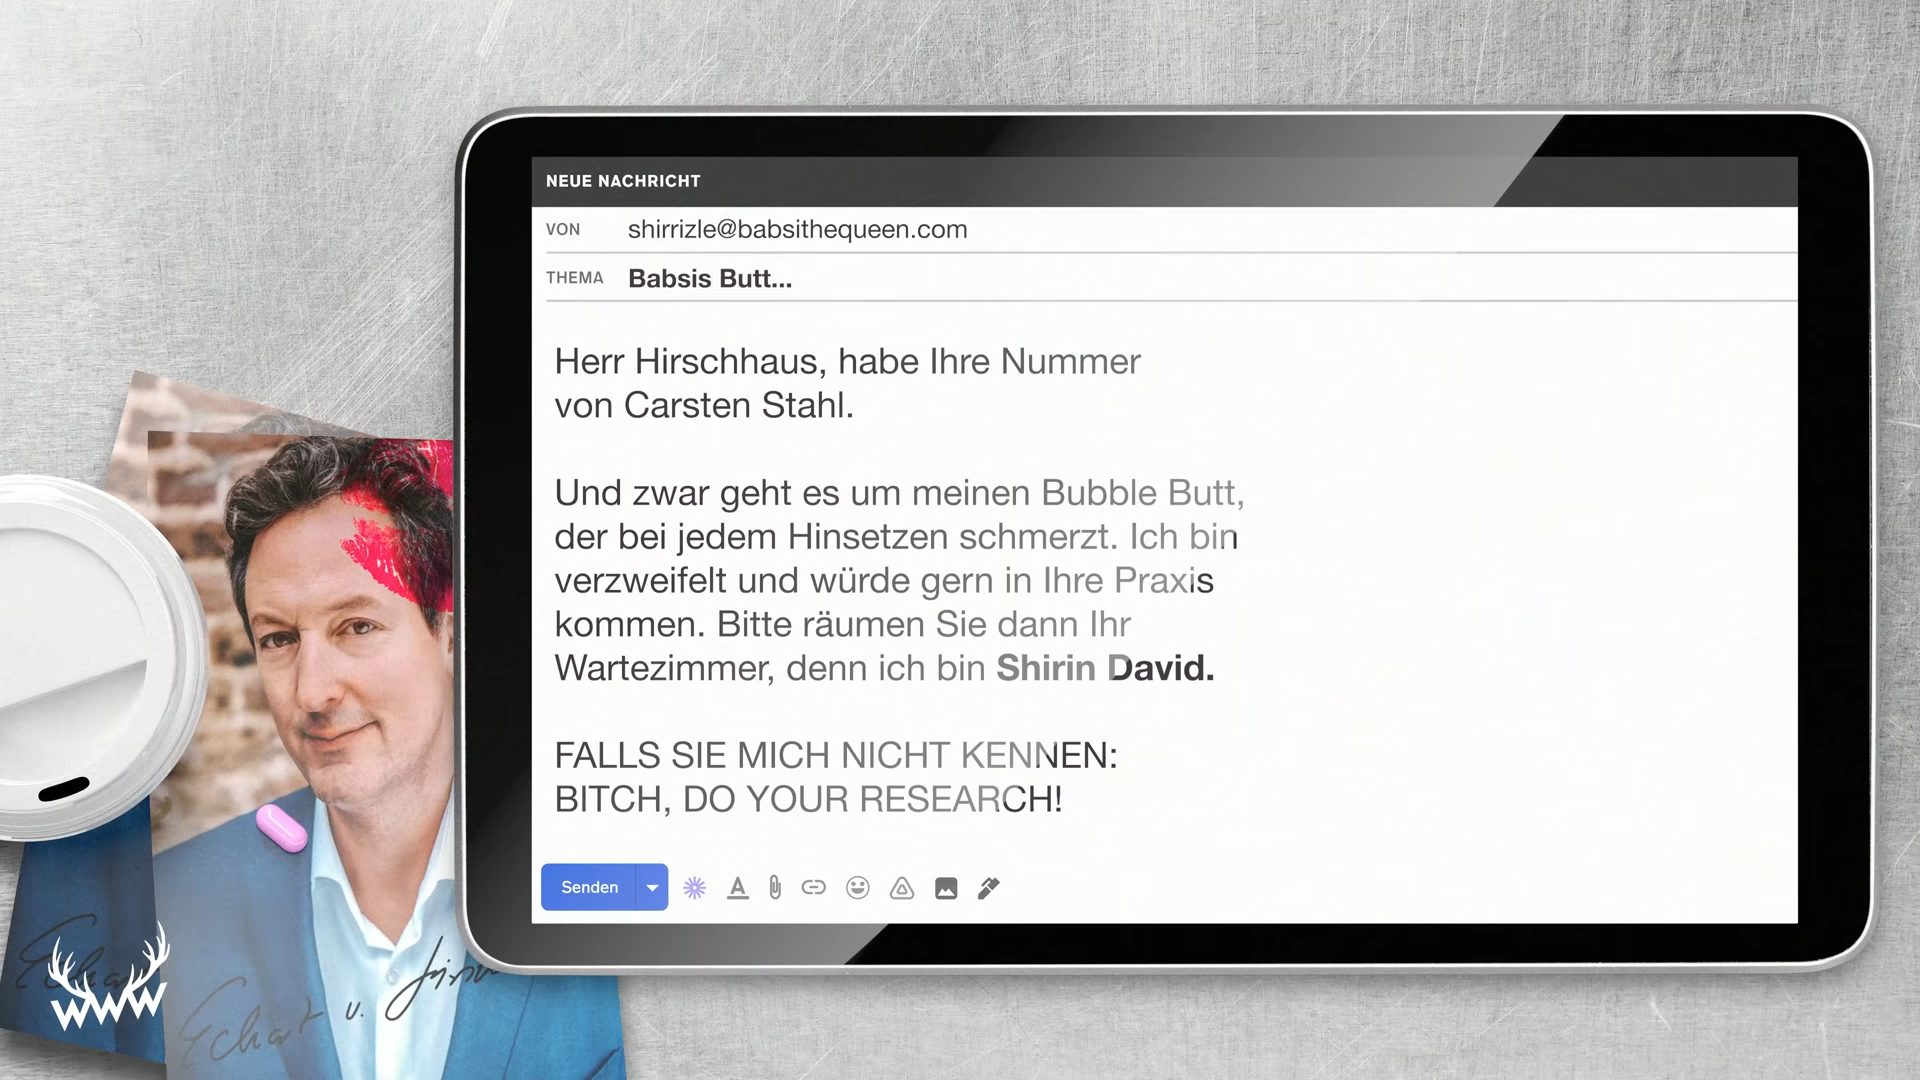 NEUE NACHRICHT
VON shirrizle@babsithequeen.com
THEMA Babsis Butt...
Herr Hirschhaus, habe Ihre Nummer
von Carsten Stahl.
Und zwar geht es um meinen Bubble Butt,
der bei jedem Hinsetzen schmerzt. Ich bin
verzweifelt und würde gern in Ihre Praxis
kommen. Bitte räumen Sie dann Ihr
Wartezimmer, denn ich bin Shirin David.
FALLS SIE MICH NICHT KENNEN:
BITCH, DO YOUR RESEARCH!
Senden
WWW
Eckart v.